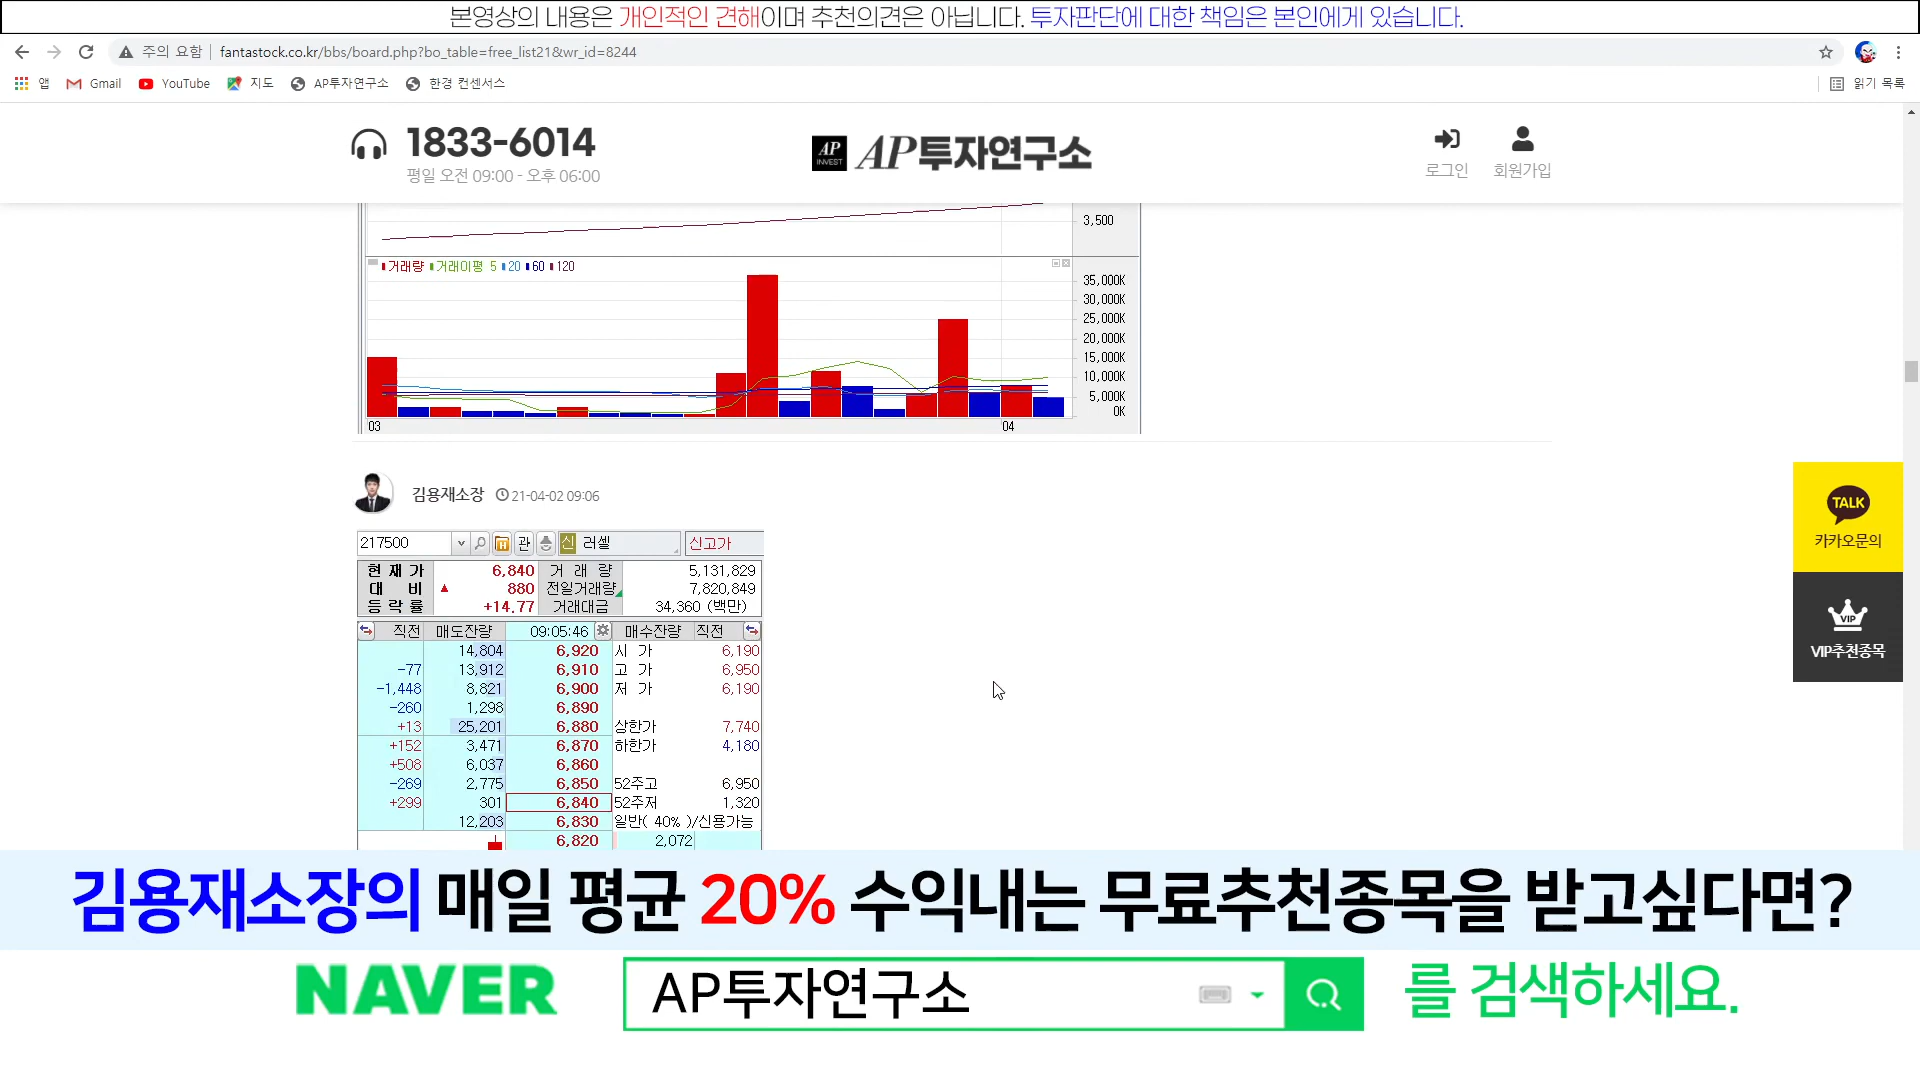 본영상의 내용은 개인적인 견해이며 추천의견은 아닙니다. 투자판단에 대한 책임은 본인에게 있습니다.
주의 요함 | fantastock.co.kr/bbs/board.php?bo_table=free_list21&wr_id=8244
앱 Gmail YouTube 지도 AP투자연구소 한경 컨센서스 읽기 목록
1833-6014
평일 오전 09:00 - 오후 06:00
AP INVEST AP투자연구소
로그인 회원가입
3,500
거래량 거래이평 5 20 60 120
35,000K
30,000K
25,000K
20,000K
15,000K
10,000K
5,000K
0K
03 04
김용재소장 21-04-02 09:06
217500 관 신 러셀 신고가
현재가 6,840 거래량 5,131,829
대비 ▲ 880 전일거래량 7,820,849
등락률 +14.77 거래대금 34,360 (백만)
직전 매도잔량 09:05:46 매수잔량 직전
14,804 6,920 시가 6,190
-77 13,912 6,910 고가 6,950
-1,448 8,821 6,900 저가 6,190
-260 1,298 6,890
+13 25,201 6,880 상한가 7,740
+152 3,471 6,870 하한가 4,180
+508 6,037 6,860
-269 2,775 6,850 52주고 6,950
+299 301 6,840 52주저 1,320
12,203 6,830 일반( 40% )/신용가능
6,820 2,072
TALK
카카오문의
VIP
VIP추천종목
김용재소장의 매일 평균 20% 수익내는 무료추천종목을 받고싶다면?
NAVER AP투자연구소 를 검색하세요.